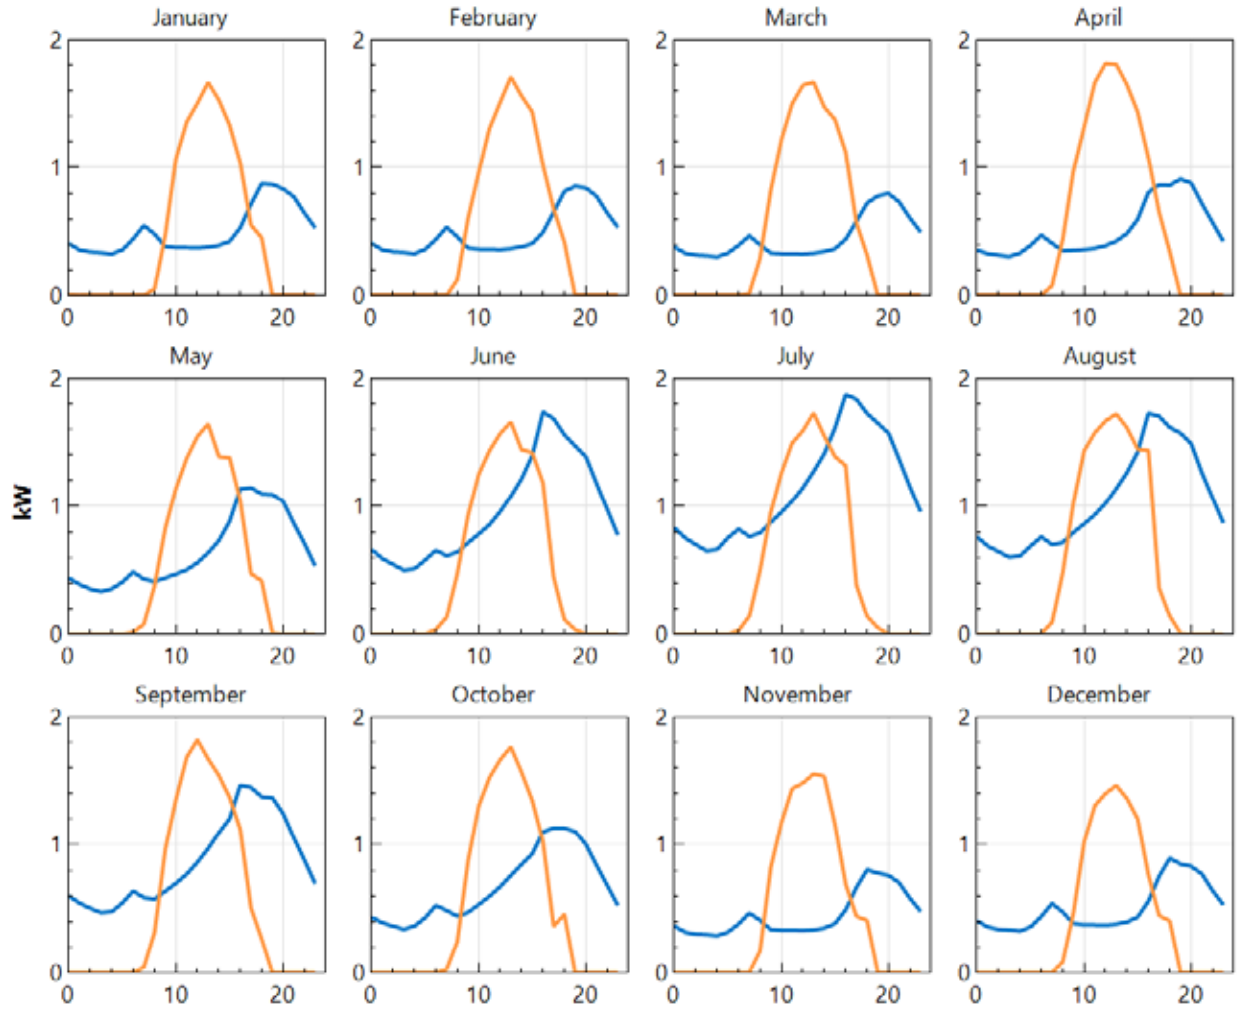 January February March April
2 2 2 2
1 1 1 1
0 0 0 0
0 10 20 0 10 20 0 10 20 0 10 20
May June July August
2 2 2 2
kW 1 1 1 1
0 0 0 0
0 10 20 0 10 20 0 10 20 0 10 20
September October November December
2 2 2 2
1 1 1 1
0 0 0 0
0 10 20 0 10 20 0 10 20 0 10 20